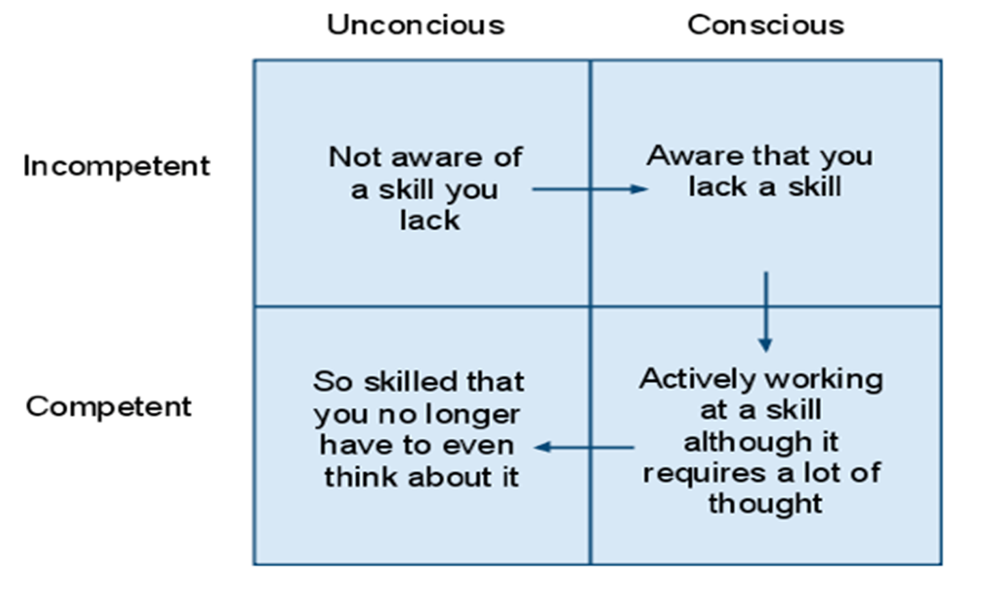 Unconcious
Conscious
Incompetent
Not aware of
a skill you
lack
Aware that you
lack a skill
Competent
So skilled that
you no longer
have to even
think about it
Actively working
at a skill
although it
requires a lot of
thought